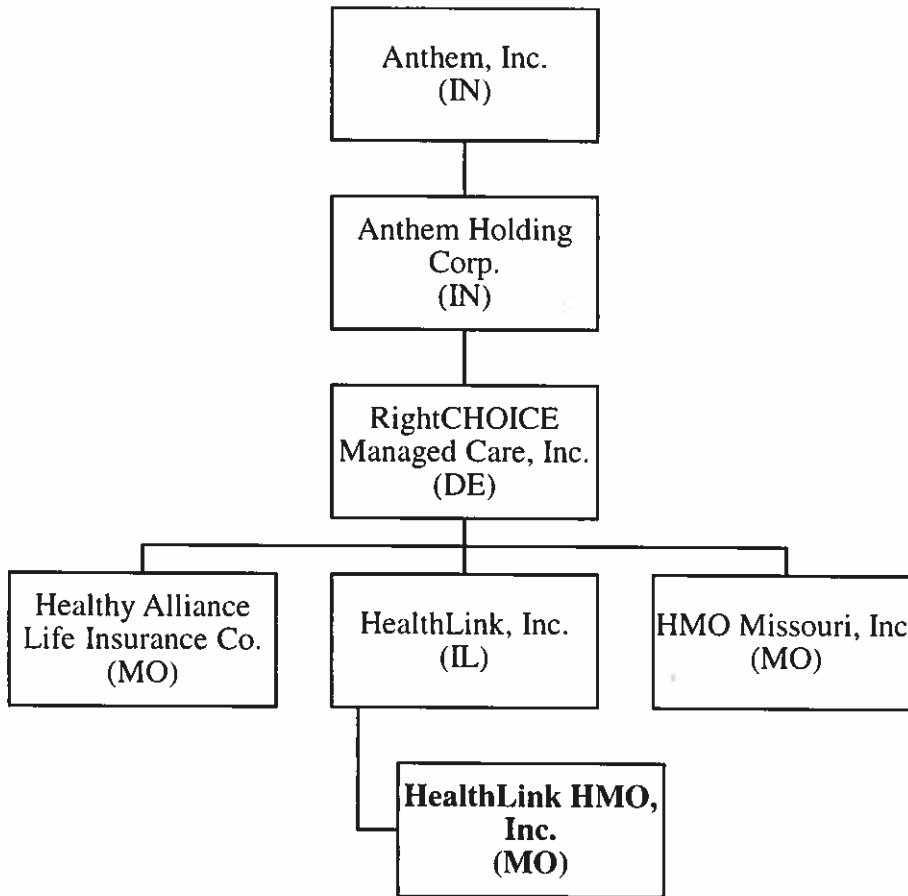 Anthem, Inc.
(IN)
Anthem Holding
Corp.
(IN)
RightCHOICE
Managed Care, Inc.
(DE)
Healthy Alliance
Life Insurance Co.
(MO)
HealthLink, Inc.
(IL)
HMO Missouri, Inc
(MO)
HealthLink HMO,
Inc.
(MO)